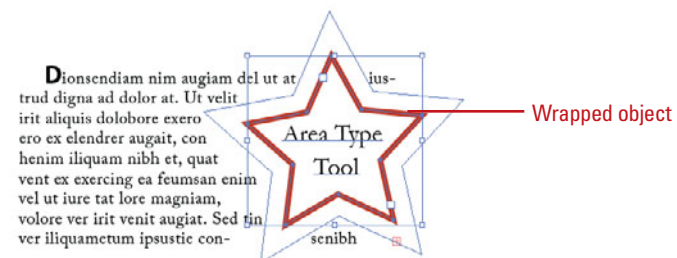 Dionsendiam nim augiam del ut at ius-
trud digna ad dolor at. Ut velit
irit aliquis dolobore exero
ero ex elendrer augait, con
henim iliquam nibh et, quat
vent ex exercing ea feumsan enim
vel ut iure tat lore magniam,
volore ver irit venit augiat. Sed tin
ver iliquametum ipsustie con- senibh
Area Type
Tool
Wrapped object